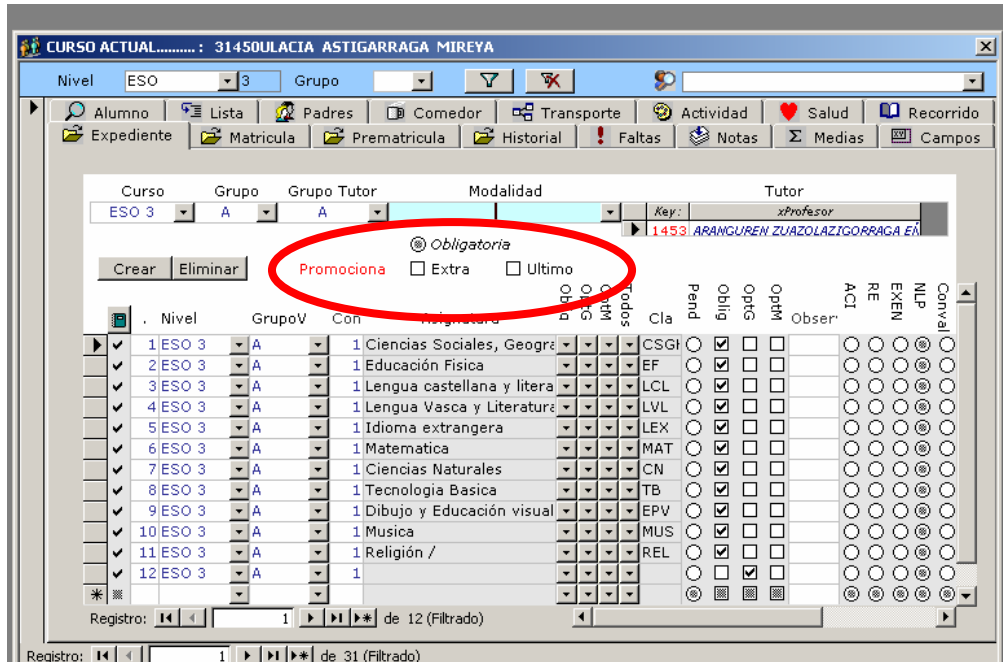 CURSO ACTUAL..........: 31450ULACIA ASTIGARRAGA MIREYA
Nivel ESO 3 Grupo
Alumno Lista Padres Comedor Transporte Actividad Salud Recorrido
Expediente Matricula Prematricula Historial Faltas Notas Medias Campos
Curso Grupo Grupo Tutor Modalidad Tutor
ESO 3 A A Key: xProfesor
1453 ARANGUREN ZUAZOLAZIGORRAGA EÑ
Obligatoria
Crear Eliminar Promociona Extra Ultimo
. Nivel GrupoV Con Asignatura Oblig OptG OptM Todos Cla Pend Oblig OptG OptM Obser ACI RE EXEN NLP Conval
1 ESO 3 A 1 Ciencias Sociales, Geogra CSGH
2 ESO 3 A 1 Educación Fisica EF
3 ESO 3 A 1 Lengua castellana y litera LCL
4 ESO 3 A 1 Lengua Vasca y Literatura LVL
5 ESO 3 A 1 Idioma extrangera LEX
6 ESO 3 A 1 Matematica MAT
7 ESO 3 A 1 Ciencias Naturales CN
8 ESO 3 A 1 Tecnologia Basica TB
9 ESO 3 A 1 Dibujo y Educación visual EPV
10 ESO 3 A 1 Musica MUS
11 ESO 3 A 1 Religión / REL
12 ESO 3 A 1
Registro: 1 de 12 (Filtrado)
Registro: 1 de 31 (Filtrado)